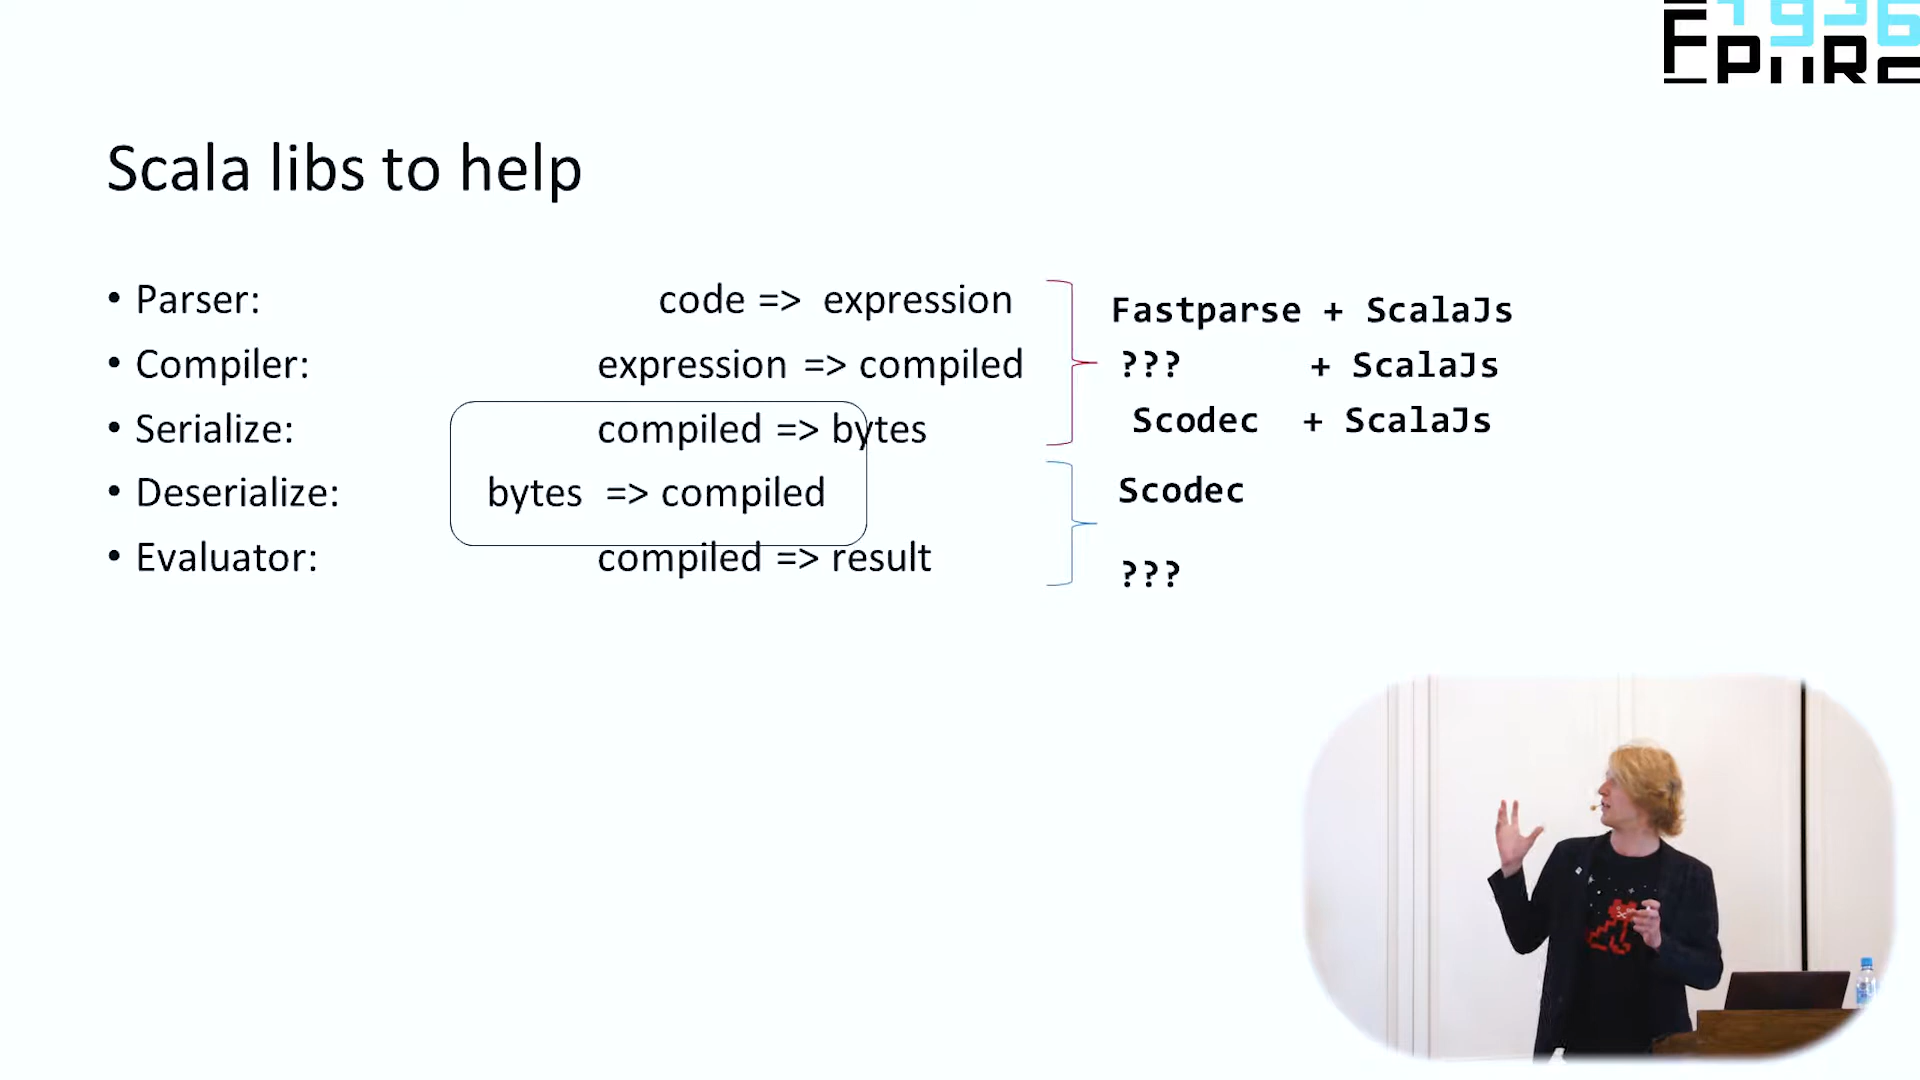 1936
Scala libs to help
• Parser: code => expression
• Compiler: expression => compiled
• Serialize: compiled => bytes
• Deserialize: bytes => compiled
• Evaluator: compiled => result
Fastparse + ScalaJs
??? + ScalaJs
Scodec + ScalaJs
Scodec
???